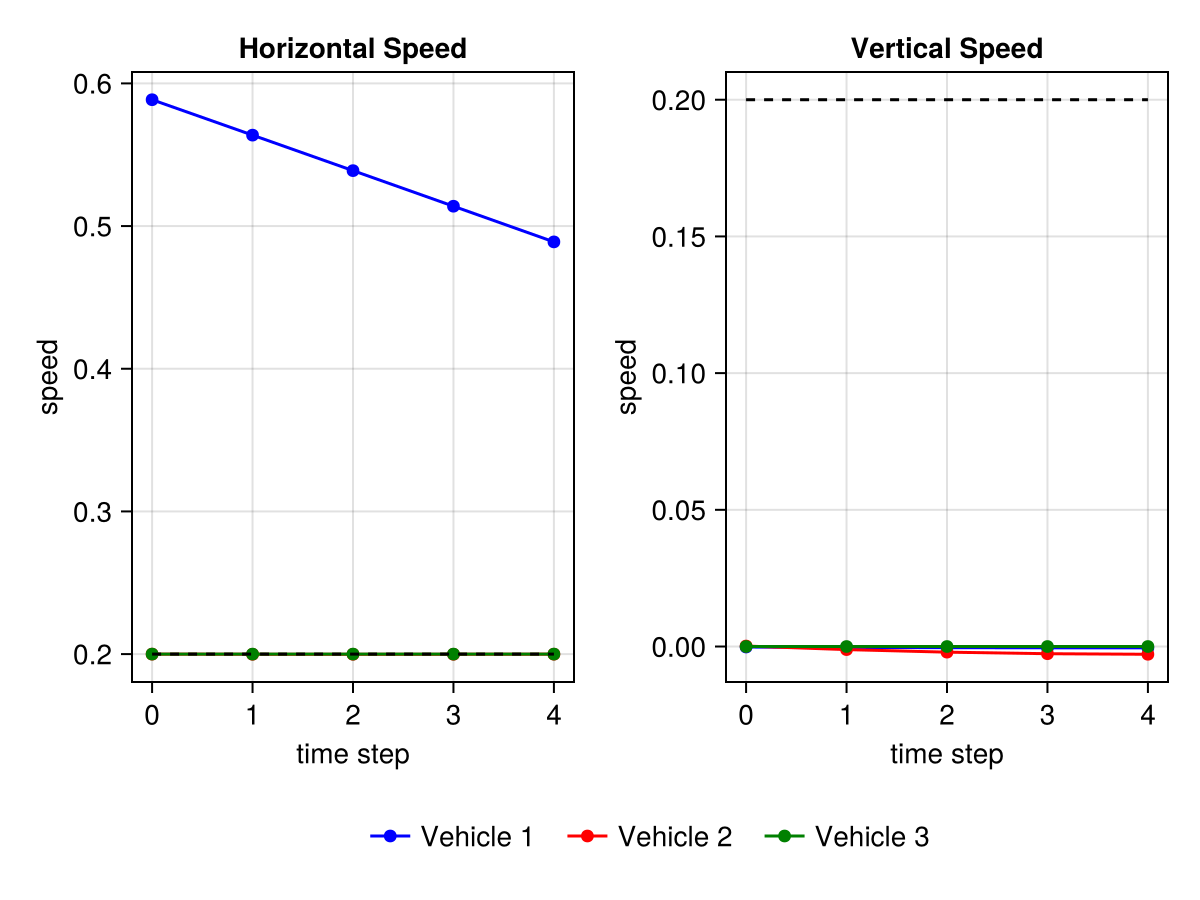 Horizontal Speed
0.6
0.5
0.4
0.3
0.2
speed
0 1 2 3 4
time step
Vertical Speed
0.20
0.15
0.10
0.05
0.00
speed
0 1 2 3 4
time step
Vehicle 1 Vehicle 2 Vehicle 3